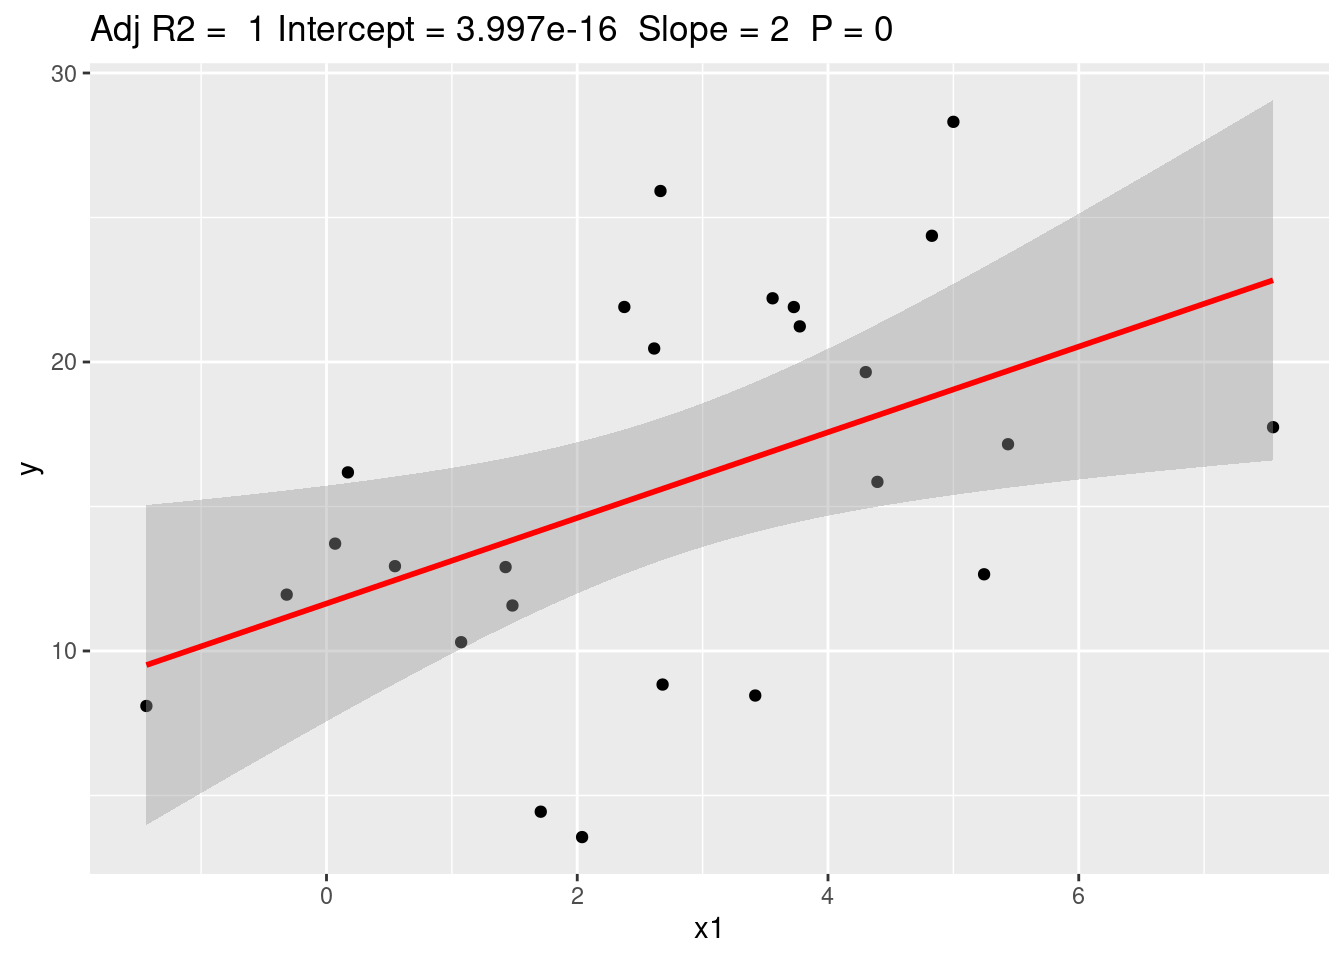 Adj R2 =  1 Intercept = 3.997e-16  Slope = 2  P = 0
30
20
10
y
0 2 4 6
x1